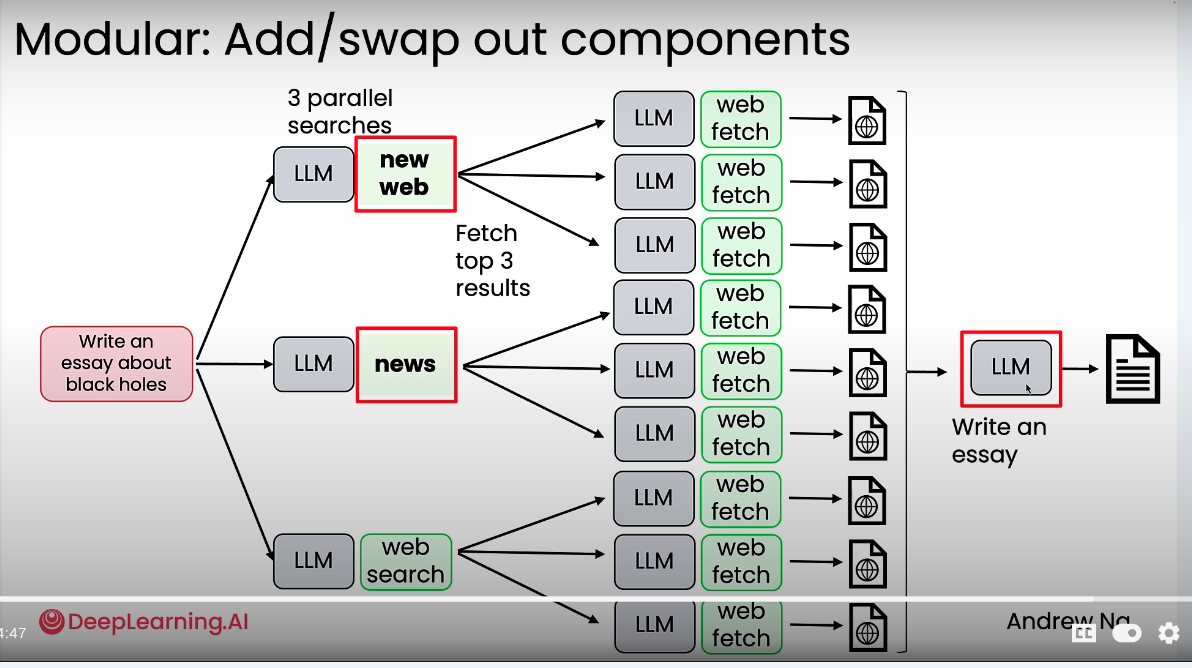 Modular: Add/swap out components
3 parallel
searches
LLM
new
web
Fetch
top 3
results
LLM
web
fetch
LLM
web
fetch
LLM
web
fetch
Write an
essay about
black holes
LLM
news
LLM
web
fetch
LLM
web
fetch
LLM
web
fetch
LLM
web
search
LLM
web
fetch
LLM
web
fetch
LLM
web
fetch
LLM
Write an
essay
:47
DeepLearning.AI
Andrew Ng
CC